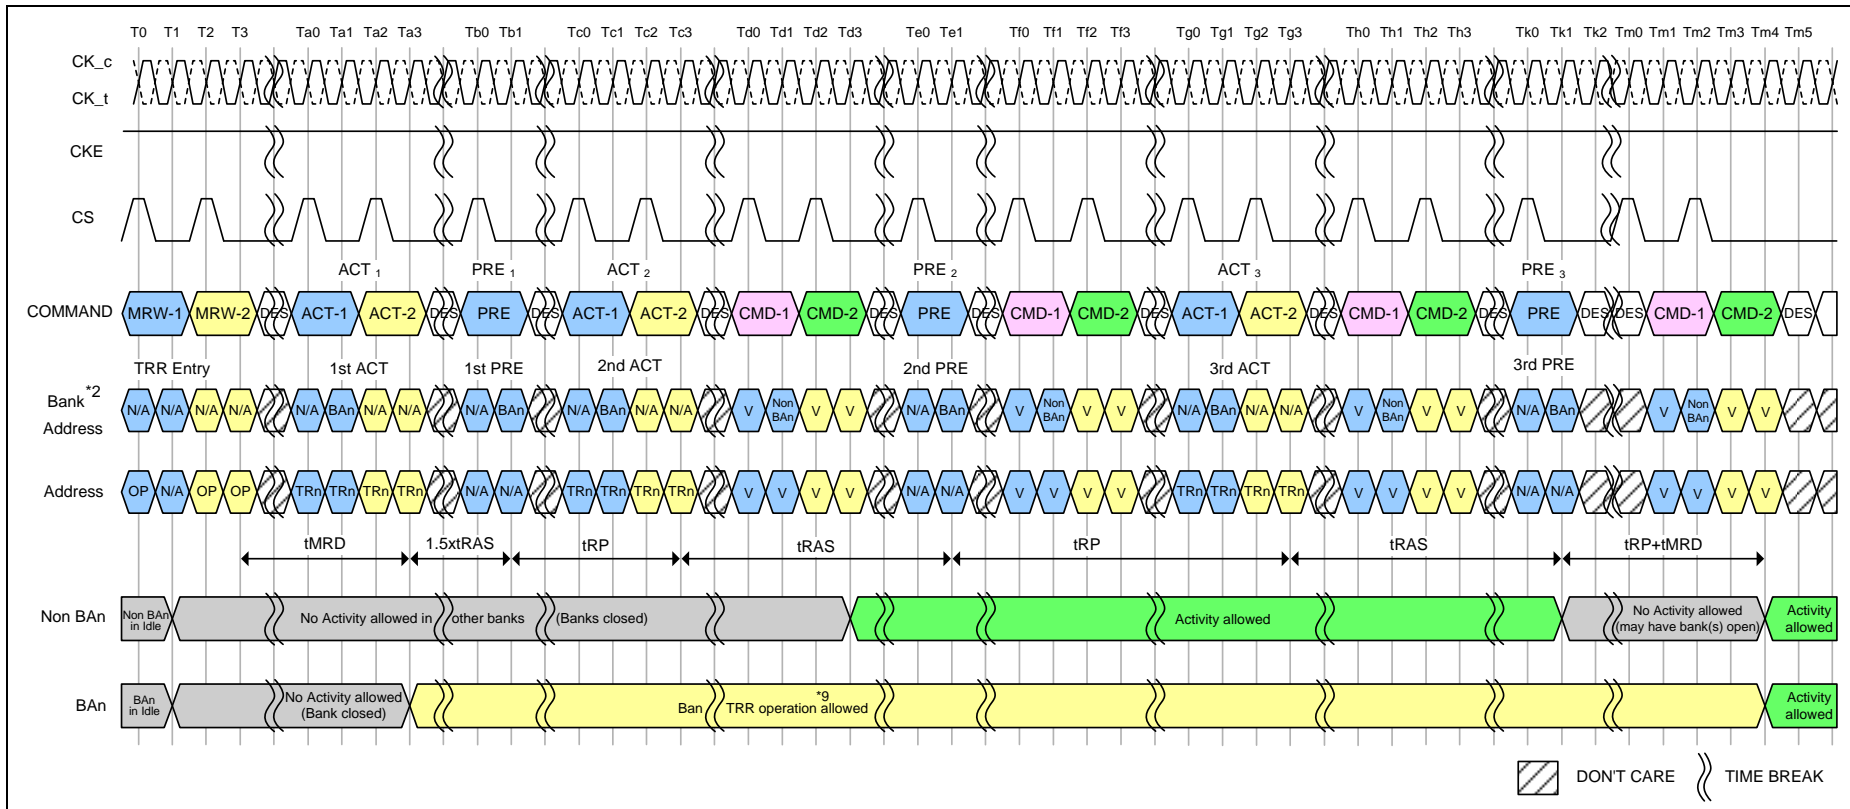 T0 T1 T2 T3 Ta0 Ta1 Ta2 Ta3 Tb0 Tb1 Tc0 Tc1 Tc2 Tc3 Td0 Td1 Td2 Td3 Te0 Te1 Tf0 Tf1 Tf2 Tf3 Tg0 Tg1 Tg2 Tg3 Th0 Th1 Th2 Th3 Tk0 Tk1 Tk2 Tm0 Tm1 Tm2 Tm3 Tm4 Tm5
CK_c
CK_t
CKE
CS
ACT 1 PRE 1 ACT 2 PRE 2 ACT 3 PRE 3
COMMAND MRW-1 MRW-2 DES ACT-1 ACT-2 DES PRE DES ACT-1 ACT-2 DES CMD-1 CMD-2 DES PRE DES CMD-1 CMD-2 DES ACT-1 ACT-2 DES CMD-1 CMD-2 DES PRE DES DES CMD-1 CMD-2 DES
TRR Entry 1st ACT 1st PRE 2nd ACT 2nd PRE 3rd ACT 3rd PRE
Bank *2 Address N/A N/A N/A N/A N/A BAn N/A N/A N/A BAn N/A BAn N/A N/A V Non BAn V V N/A BAn V Non BAn V V N/A BAn N/A N/A V Non BAn V V N/A BAn V Non BAn V V
Address OP N/A OP OP TRn TRn TRn TRn N/A N/A TRn TRn TRn TRn V V V V N/A N/A V V V V TRn TRn TRn TRn V V V V N/A N/A V V V V
tMRD 1.5xtRAS tRP tRAS tRP tRAS tRP+tMRD
Non BAn Non BAn in Idle No Activity allowed in other banks (Banks closed) Activity allowed No Activity allowed (may have bank(s) open) Activity allowed
BAn BAn in Idle No Activity allowed (Bank closed) Ban TRR operation allowed *9 Activity allowed
DON'T CARE TIME BREAK